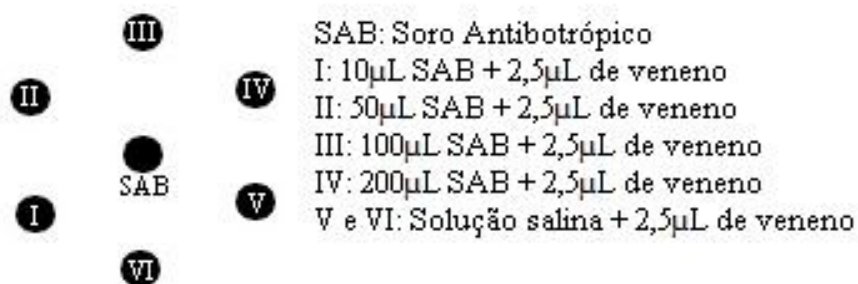 III
II
IV
SAB
I
V
VI
SAB: Soro Antibotrópico
I: 10μL SAB + 2,5μL de veneno
II: 50μL SAB + 2,5μL de veneno
III: 100μL SAB + 2,5μL de veneno
IV: 200μL SAB + 2,5μL de veneno
V e VI: Solução salina + 2,5μL de veneno